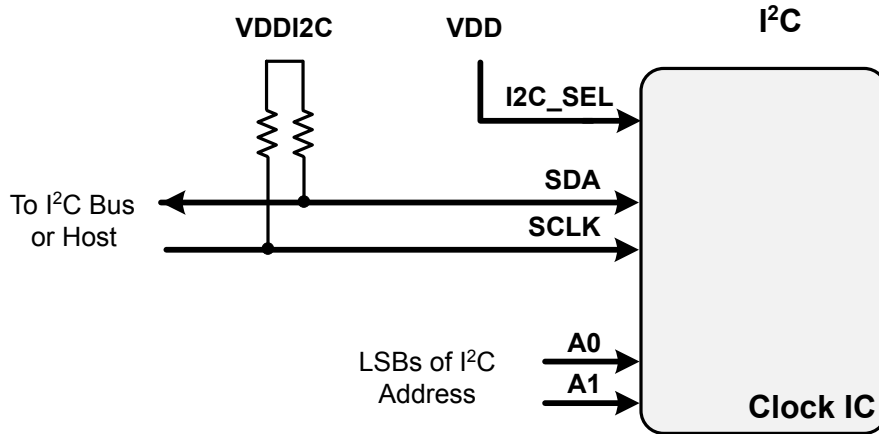 VDDI2C
VDD
I²C
I2C_SEL
SDA
To I²C Bus
or Host
SCLK
LSBs of I²C
Address
A0
A1
Clock IC